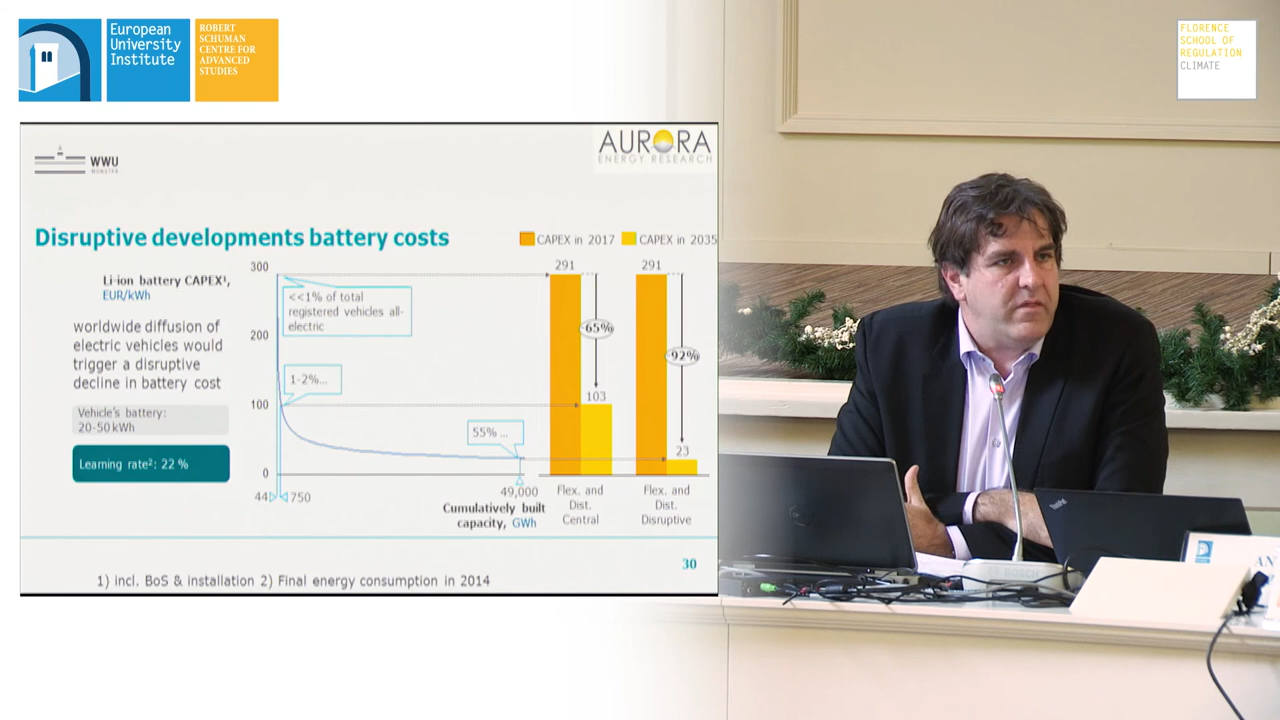 European
University
Institute
ROBERT
SCHUMAN
CENTRE FOR
ADVANCED
STUDIES
FLORENCE
SCHOOL OF
REGULATION
CLIMATE
WWU
MÜNSTER
AURORA
ENERGY RESEARCH
Disruptive developments battery costs
CAPEX in 2017
CAPEX in 2035
Li-ion battery CAPEX¹,
EUR/kWh
worldwide diffusion of
electric vehicles would
trigger a disruptive
decline in battery cost
Vehicle's battery:
20-50 kWh
Learning rate²: 22 %
300
200
100
0
<<1% of total
registered vehicles all-
electric
1-2%...
55% ...
44
750
49,000
Cumulatively built
capacity, GWh
291
-65%
103
Flex. and
Dist.
Central
291
-92%
23
Flex. and
Dist.
Disruptive
30
1) incl. BoS & installation 2) Final energy consumption in 2014
BOSCH
ThinkPad
AN